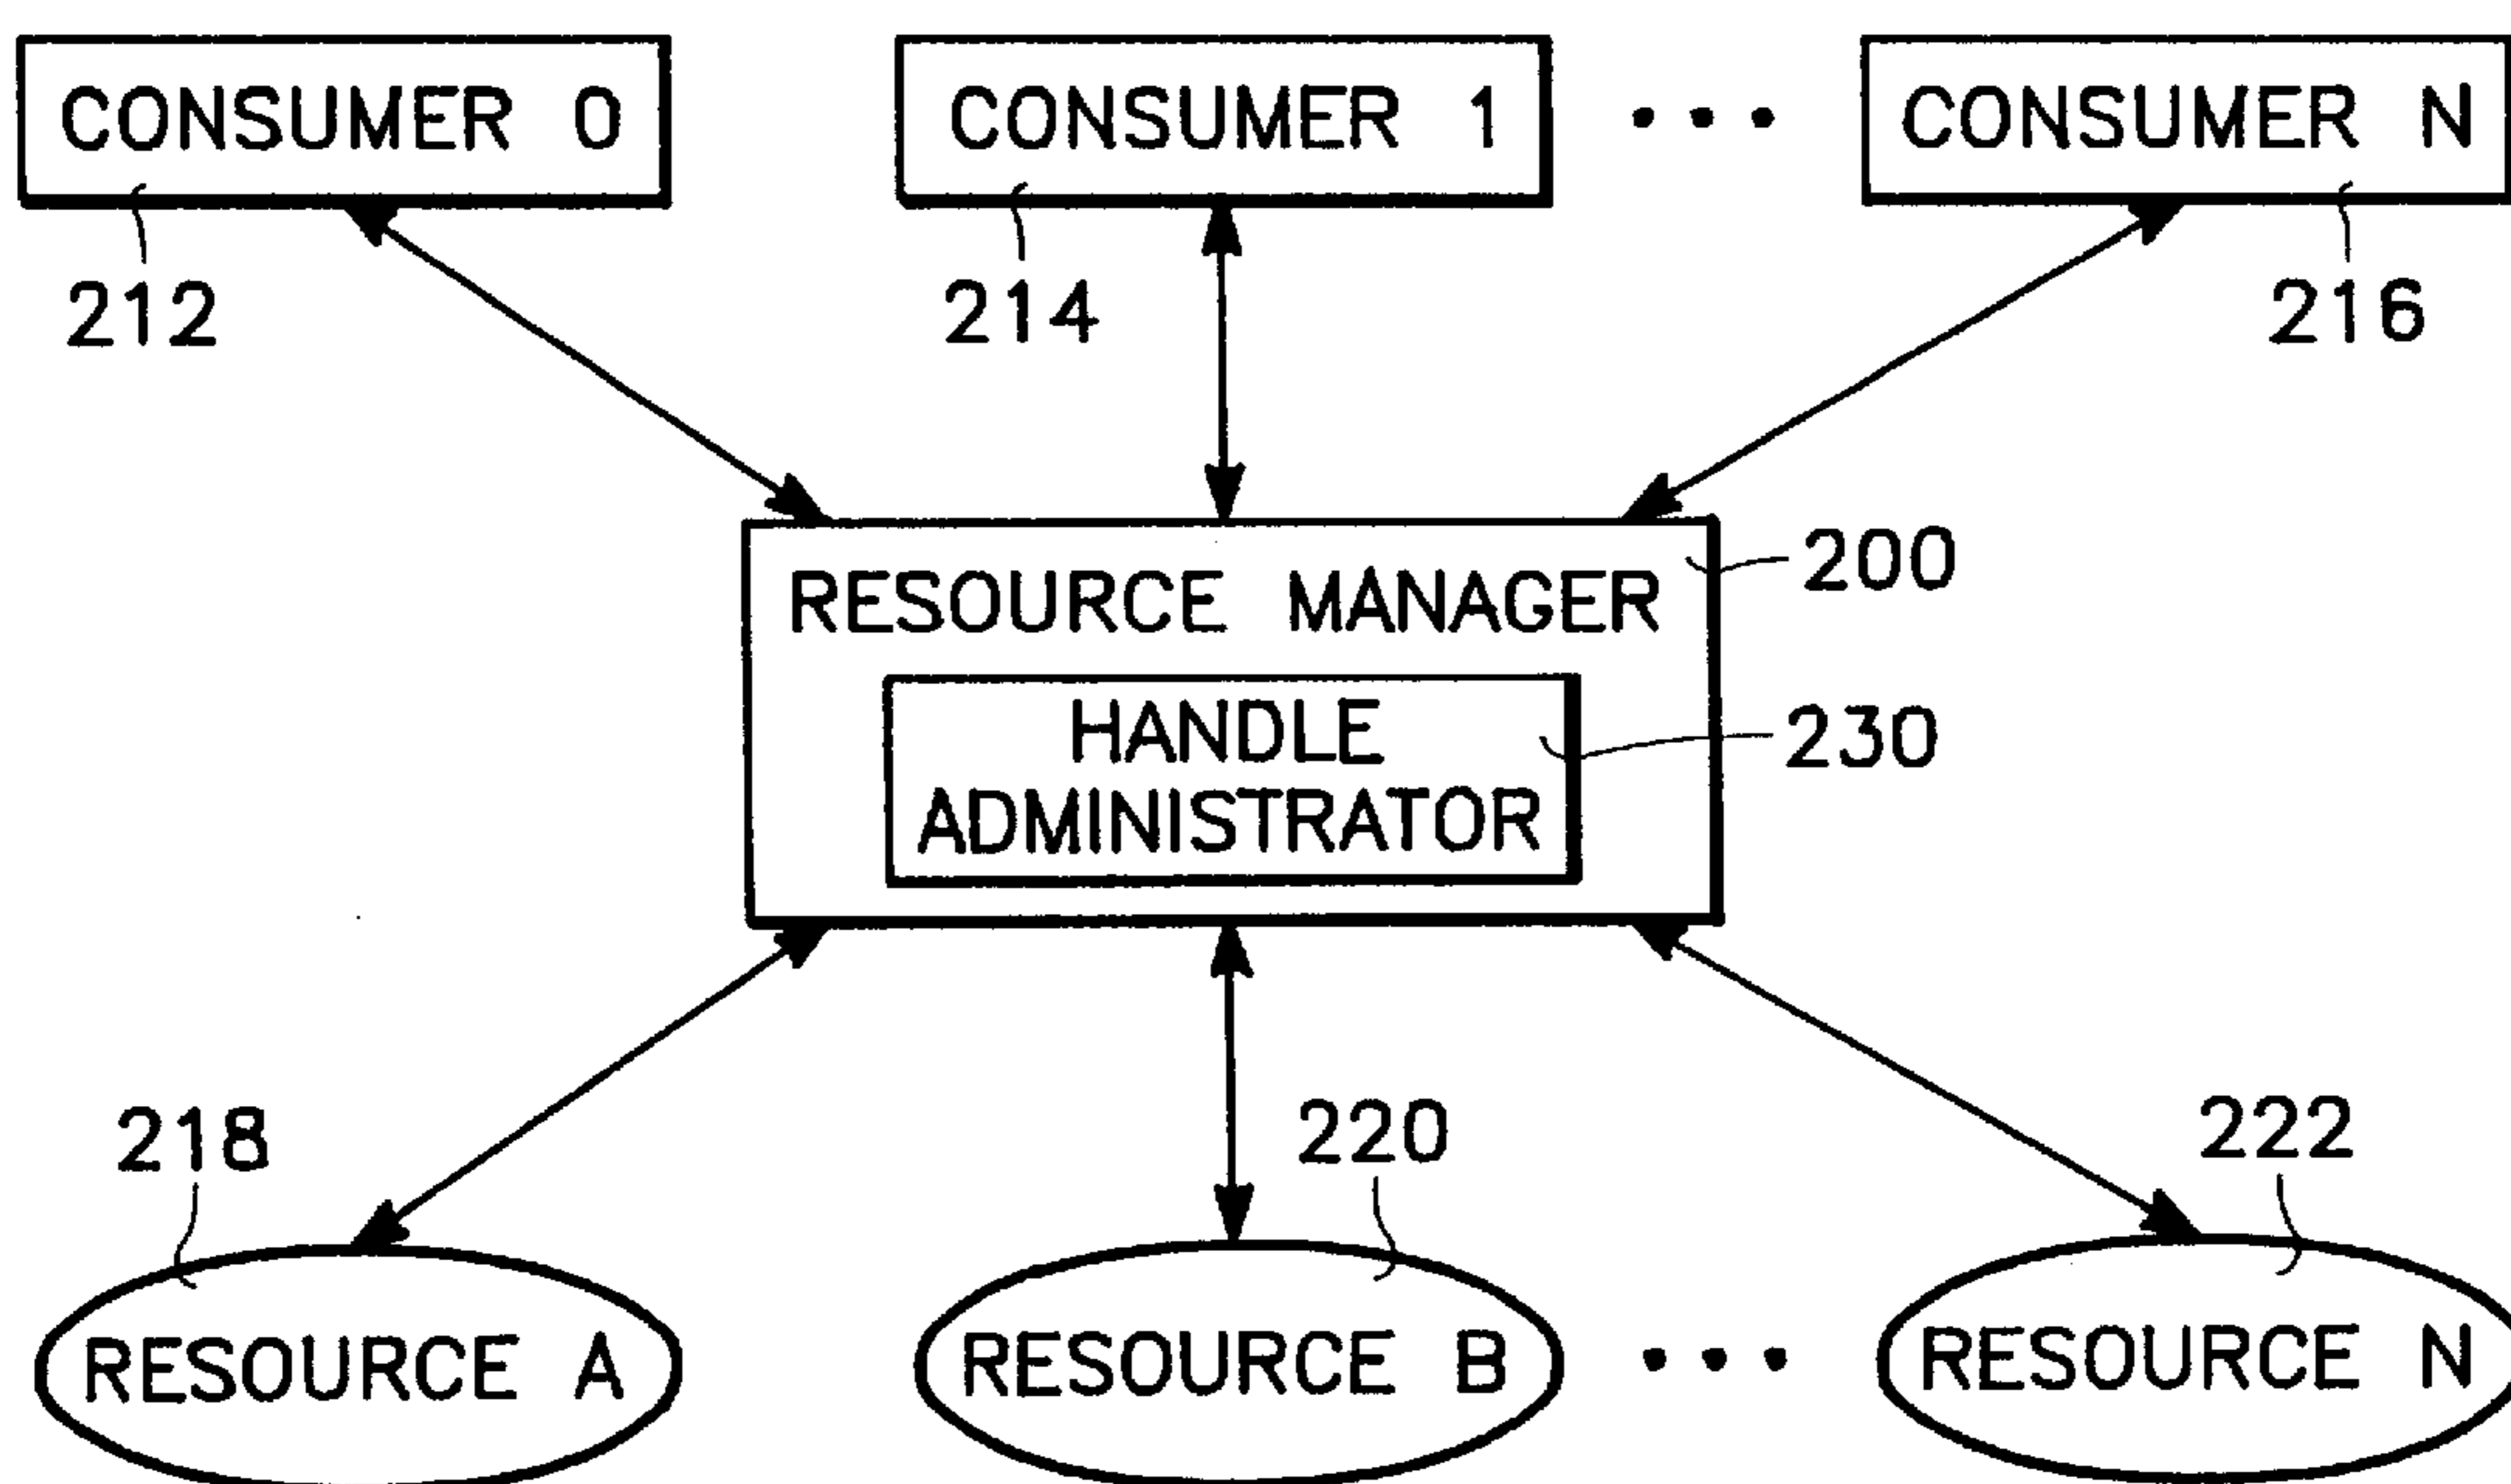 CONSUMER 0
CONSUMER 1
• • •
CONSUMER N
212
214
216
RESOURCE MANAGER
200
HANDLE
ADMINISTRATOR
230
218
220
222
RESOURCE A
RESOURCE B
• • •
RESOURCE N